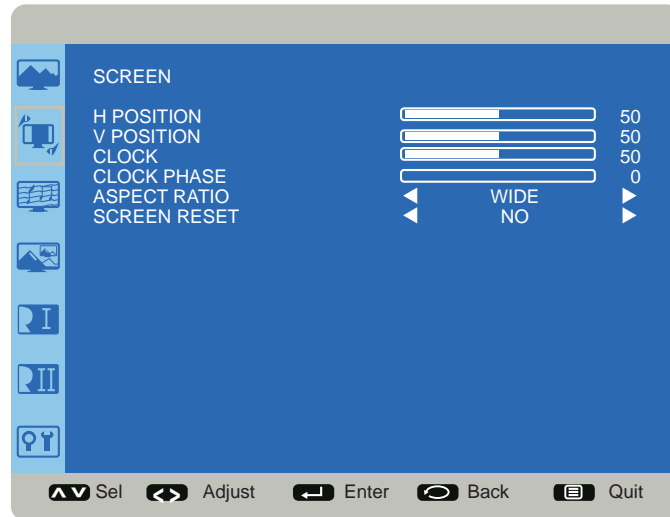 SCREEN
H POSITION 50
V POSITION 50
CLOCK 50
CLOCK PHASE 0
ASPECT RATIO WIDE
SCREEN RESET NO
I
II
Sel Adjust Enter Back Quit